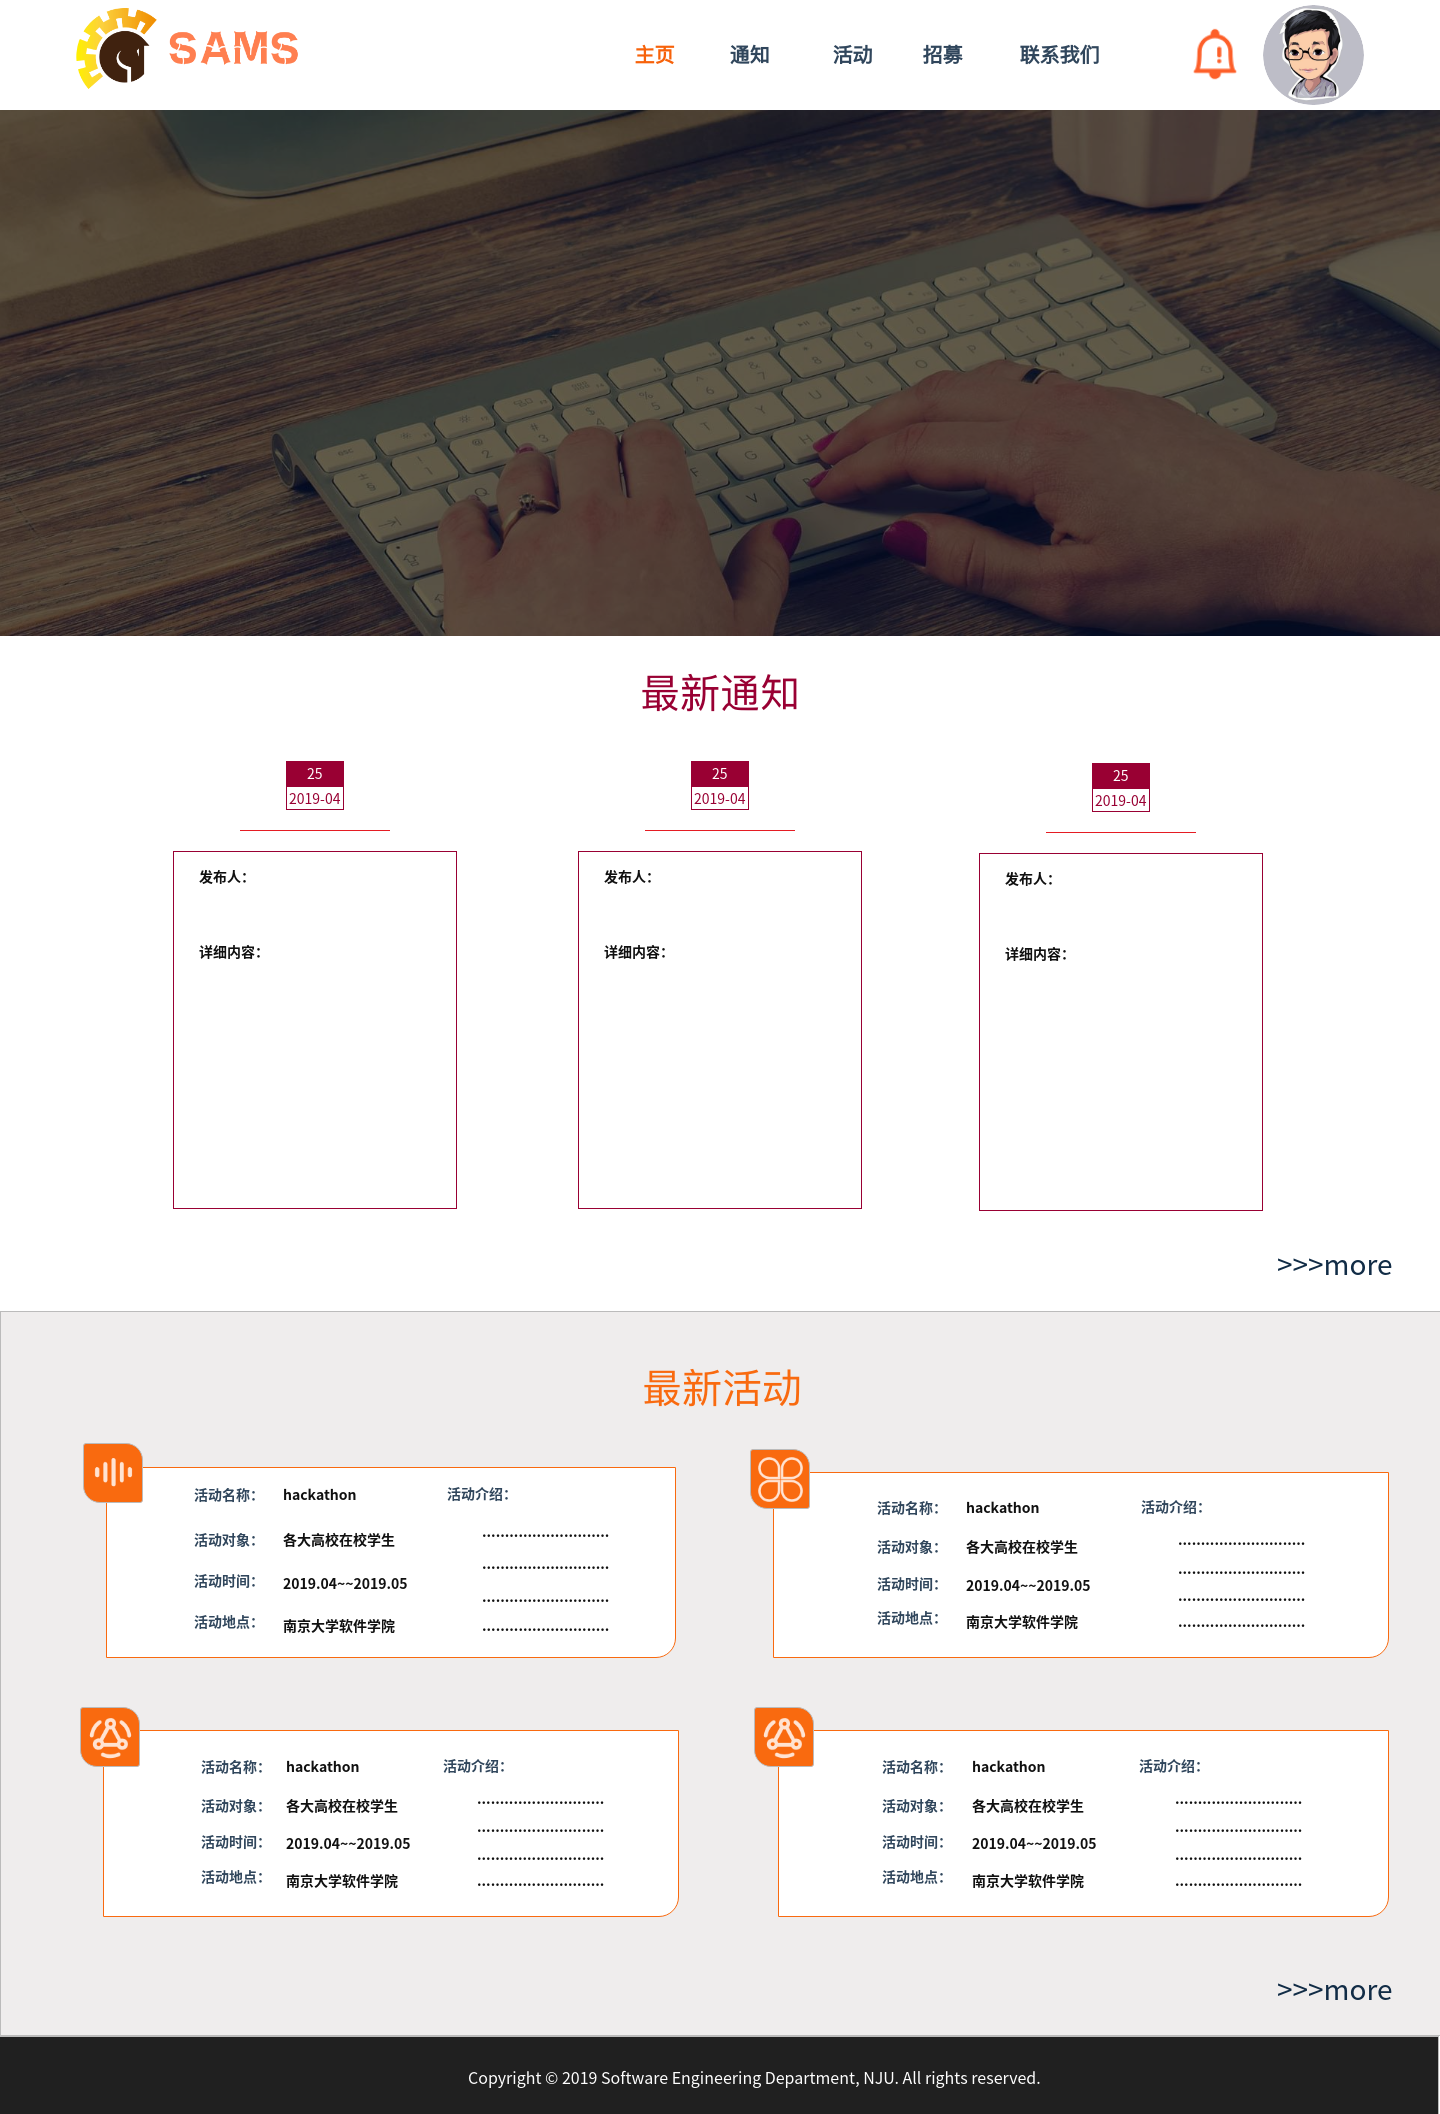 SAMS
主页 通知 活动 招募 联系我们
最新通知
25
2019-04
发布人：
详细内容：
25
2019-04
发布人：
详细内容：
25
2019-04
发布人：
详细内容：
>>>more
最新活动
活动名称： hackathon 活动介绍：
活动对象： 各大高校在校学生 ............................
............................
活动时间： 2019.04~~2019.05 ............................
活动地点： 南京大学软件学院 ............................
活动名称： hackathon 活动介绍：
活动对象： 各大高校在校学生 ............................
............................
活动时间： 2019.04~~2019.05 ............................
活动地点： 南京大学软件学院 ............................
活动名称： hackathon 活动介绍：
活动对象： 各大高校在校学生 ............................
............................
活动时间： 2019.04~~2019.05 ............................
活动地点： 南京大学软件学院 ............................
活动名称： hackathon 活动介绍：
活动对象： 各大高校在校学生 ............................
............................
活动时间： 2019.04~~2019.05 ............................
活动地点： 南京大学软件学院 ............................
>>>more
Copyright © 2019 Software Engineering Department, NJU. All rights reserved.